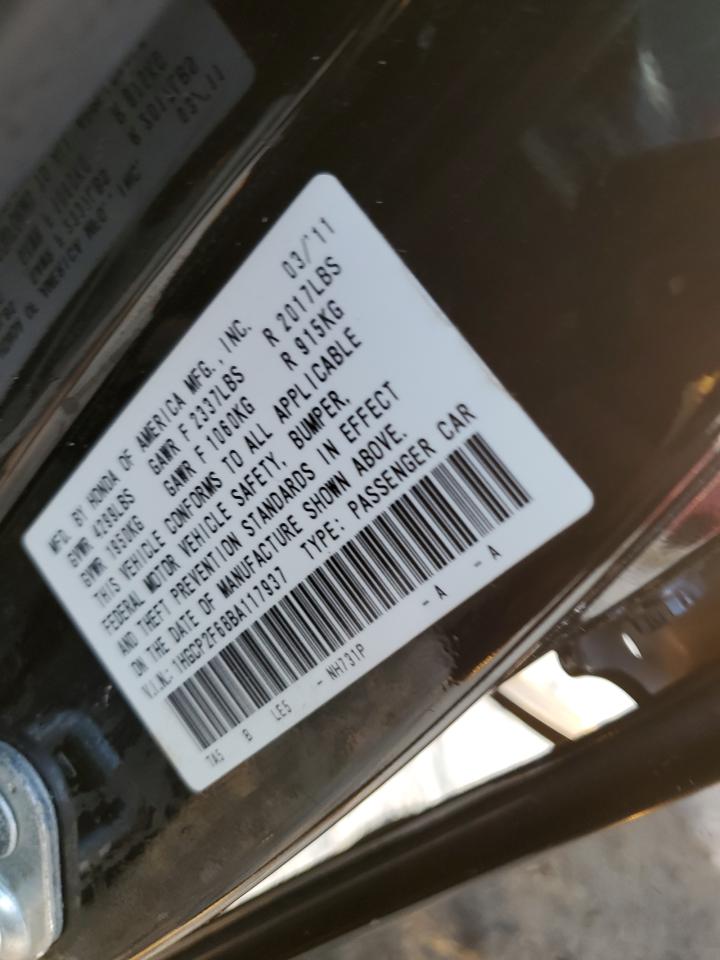 MFD. BY HONDA OF AMERICA MFG., INC. 03/'11
GVWR 4299LBS GAWR F 2337LBS R 2017LBS
GVWR 1950KG GAWR F 1060KG R 915KG
THIS VEHICLE CONFORMS TO ALL APPLICABLE
FEDERAL MOTOR VEHICLE SAFETY, BUMPER,
AND THEFT PREVENTION STANDARDS IN EFFECT
ON THE DATE OF MANUFACTURE SHOWN ABOVE.
V.I.N: 1HGCP2F68BA117937 TYPE: PASSENGER CAR
TA5 B LE5 - NH731P - A - A